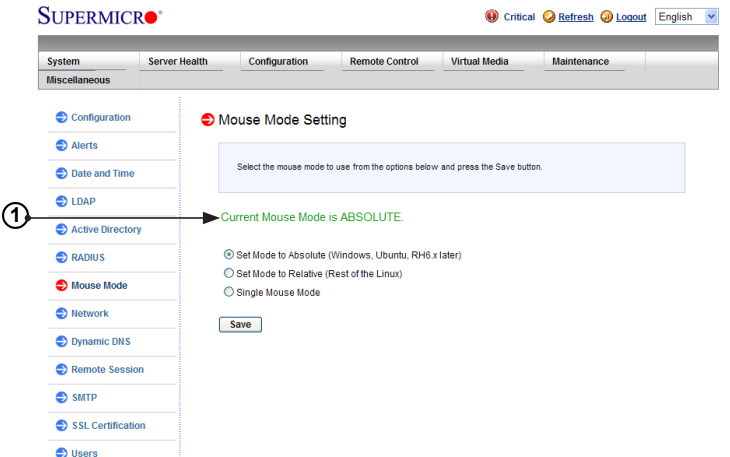 SUPERMICRO
Critical Refresh Logout English
System Server Health Configuration Remote Control Virtual Media Maintenance
Miscellaneous
Configuration
Alerts
Date and Time
LDAP
Active Directory
RADIUS
Mouse Mode
Network
Dynamic DNS
Remote Session
SMTP
SSL Certification
Users
Mouse Mode Setting
Select the mouse mode to use from the options below and press the Save button.
1
Current Mouse Mode is ABSOLUTE.
Set Mode to Absolute (Windows, Ubuntu, RH6.x later)
Set Mode to Relative (Rest of the Linux)
Single Mouse Mode
Save